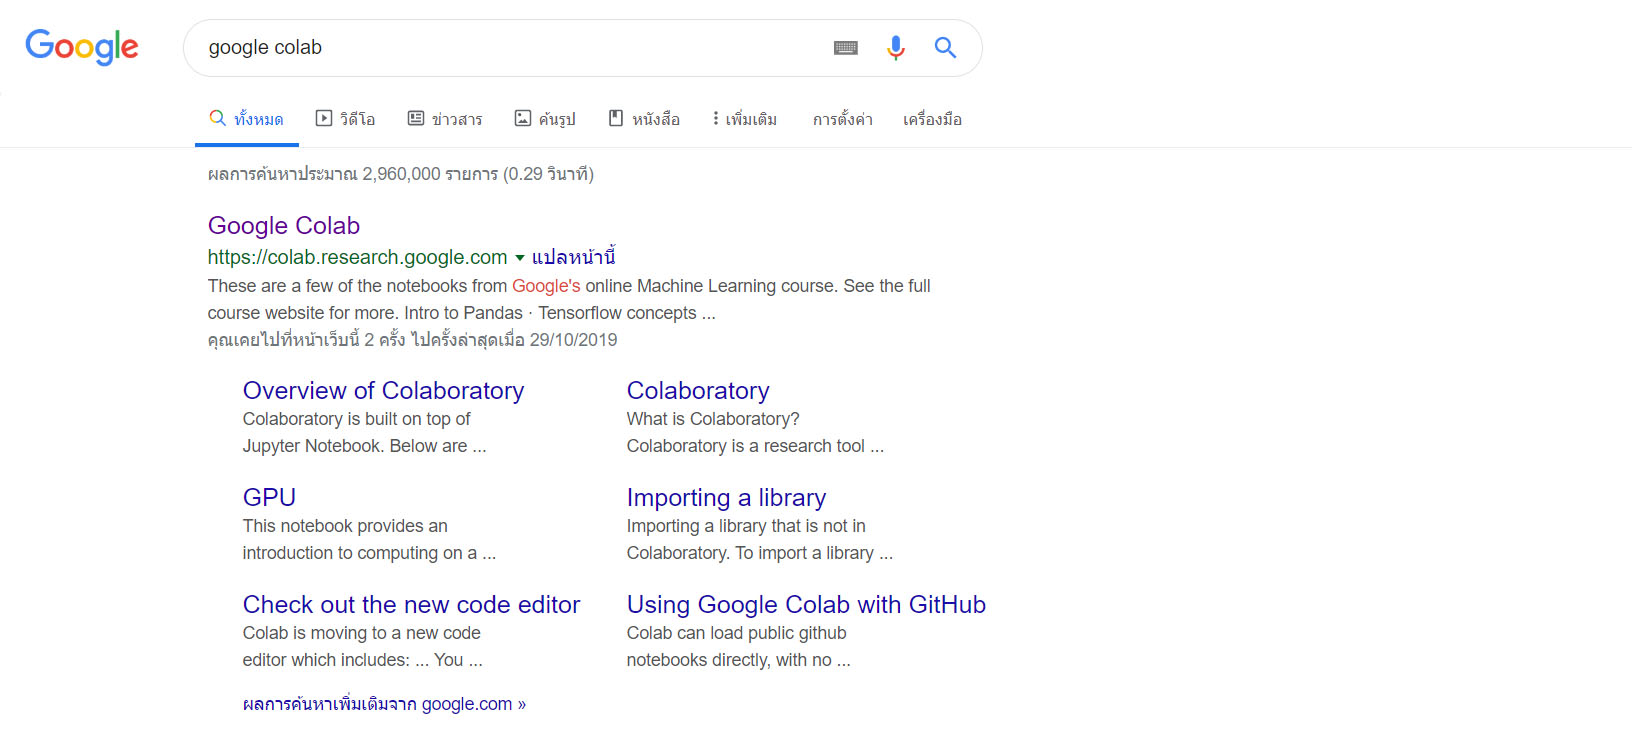 Google
google colab
ทั้งหมด วิดีโอ ข่าวสาร ค้นรูป หนังสือ เพิ่มเติม การตั้งค่า เครื่องมือ
ผลการค้นหาประมาณ 2,960,000 รายการ (0.29 วินาที)
Google Colab
https://colab.research.google.com แปลหน้านี้
These are a few of the notebooks from Google's online Machine Learning course. See the full
course website for more. Intro to Pandas · Tensorflow concepts ...
คุณเคยไปที่หน้าเว็บนี้ 2 ครั้ง ไปครั้งล่าสุดเมื่อ 29/10/2019
Overview of Colaboratory
Colaboratory is built on top of
Jupyter Notebook. Below are ...
Colaboratory
What is Colaboratory?
Colaboratory is a research tool ...
GPU
This notebook provides an
introduction to computing on a ...
Importing a library
Importing a library that is not in
Colaboratory. To import a library ...
Check out the new code editor
Colab is moving to a new code
editor which includes: ... You ...
Using Google Colab with GitHub
Colab can load public github
notebooks directly, with no ...
ผลการค้นหาเพิ่มเติมจาก google.com »